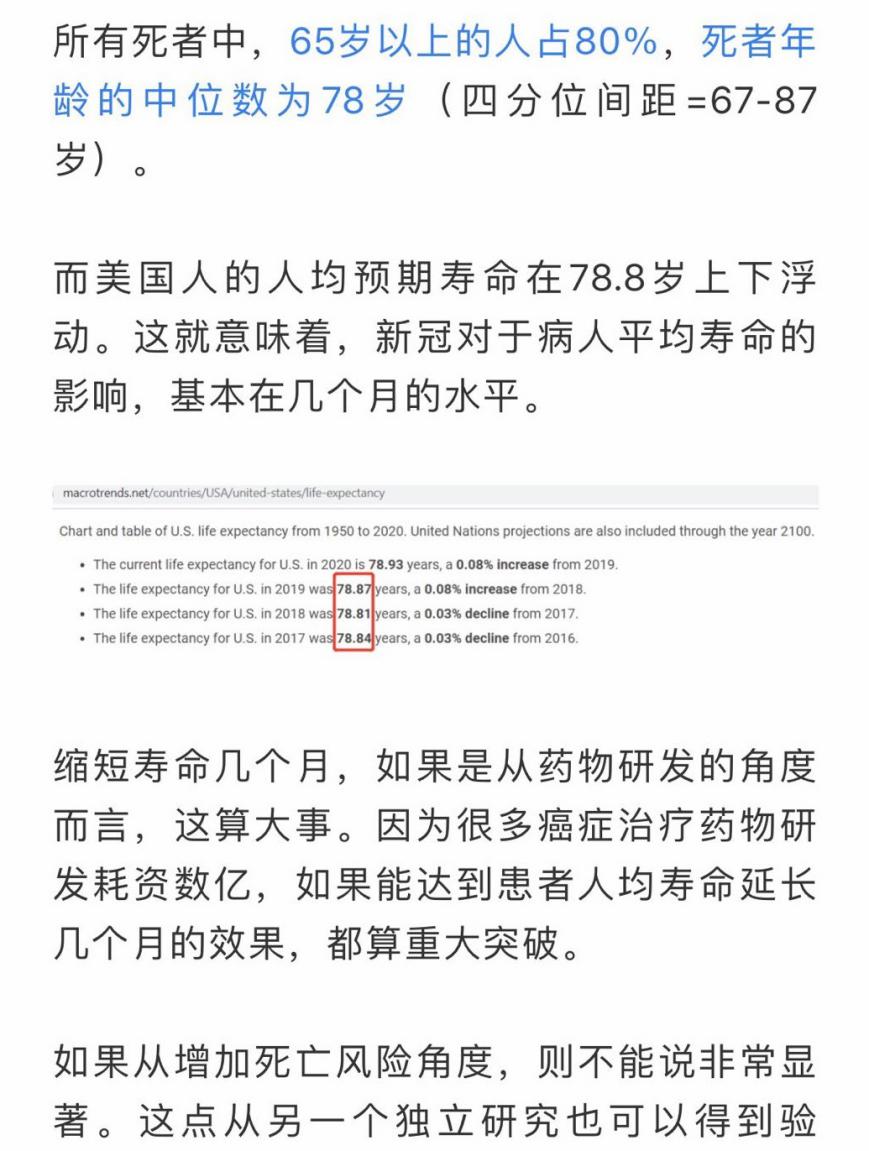 所有死者中，65岁以上的人占80%，死者年
龄的中位数为78岁（四分位间距=67-87
岁）。
而美国人的人均预期寿命在78.8岁上下浮
动。这就意味着，新冠对于病人平均寿命的
影响，基本在几个月的水平。
macrotrends.net/countries/USA/united-states/life-expectancy
Chart and table of U.S. life expectancy from 1950 to 2020. United Nations projections are also included through the year 2100.
• The current life expectancy for U.S. in 2020 is 78.93 years, a 0.08% increase from 2019.
• The life expectancy for U.S. in 2019 was 78.87 years, a 0.08% increase from 2018.
• The life expectancy for U.S. in 2018 was 78.81 years, a 0.03% decline from 2017.
• The life expectancy for U.S. in 2017 was 78.84 years, a 0.03% decline from 2016.
缩短寿命几个月，如果是从药物研发的角度
而言，这算大事。因为很多癌症治疗药物研
发耗资数亿，如果能达到患者人均寿命延长
几个月的效果，都算重大突破。
如果从增加死亡风险角度，则不能说非常显
著。这点从另一个独立研究也可以得到验